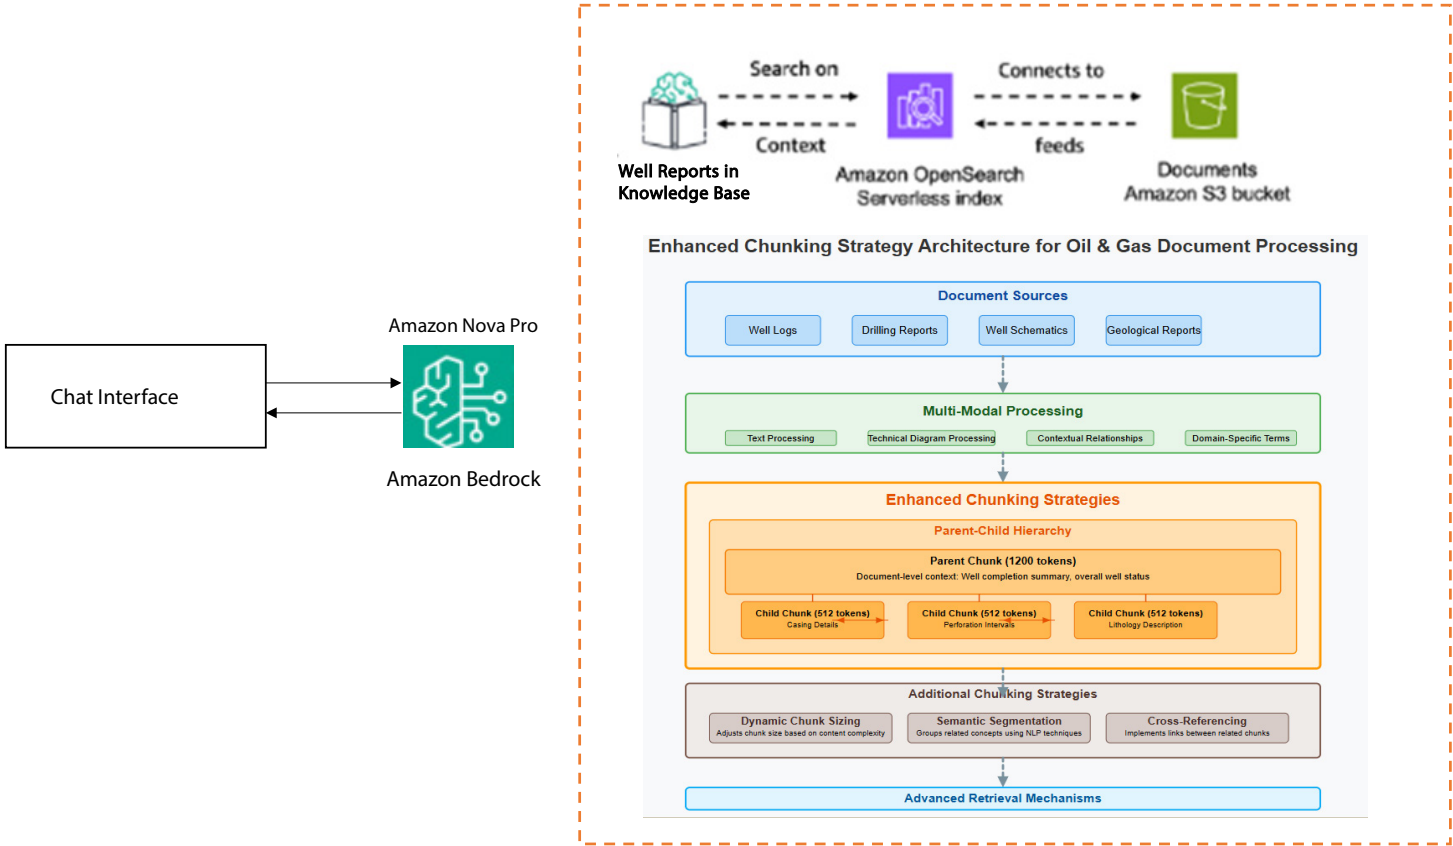 Search on
Connects to
Context
feeds
Well Reports in
Knowledge Base
Amazon OpenSearch
Serverless index
Documents
Amazon S3 bucket
Enhanced Chunking Strategy Architecture for Oil & Gas Document Processing
Document Sources
Well Logs
Drilling Reports
Well Schematics
Geological Reports
Amazon Nova Pro
Chat Interface
Amazon Bedrock
Multi-Modal Processing
Text Processing
Technical Diagram Processing
Contextual Relationships
Domain-Specific Terms
Enhanced Chunking Strategies
Parent-Child Hierarchy
Parent Chunk (1200 tokens)
Document-level context: Well completion summary, overall well status
Child Chunk (512 tokens)
Casing Details
Child Chunk (512 tokens)
Perforation Intervals
Child Chunk (512 tokens)
Lithology Description
Additional Chunking Strategies
Dynamic Chunk Sizing
Adjusts chunk size based on content complexity
Semantic Segmentation
Groups related concepts using NLP techniques
Cross-Referencing
Implements links between related chunks
Advanced Retrieval Mechanisms